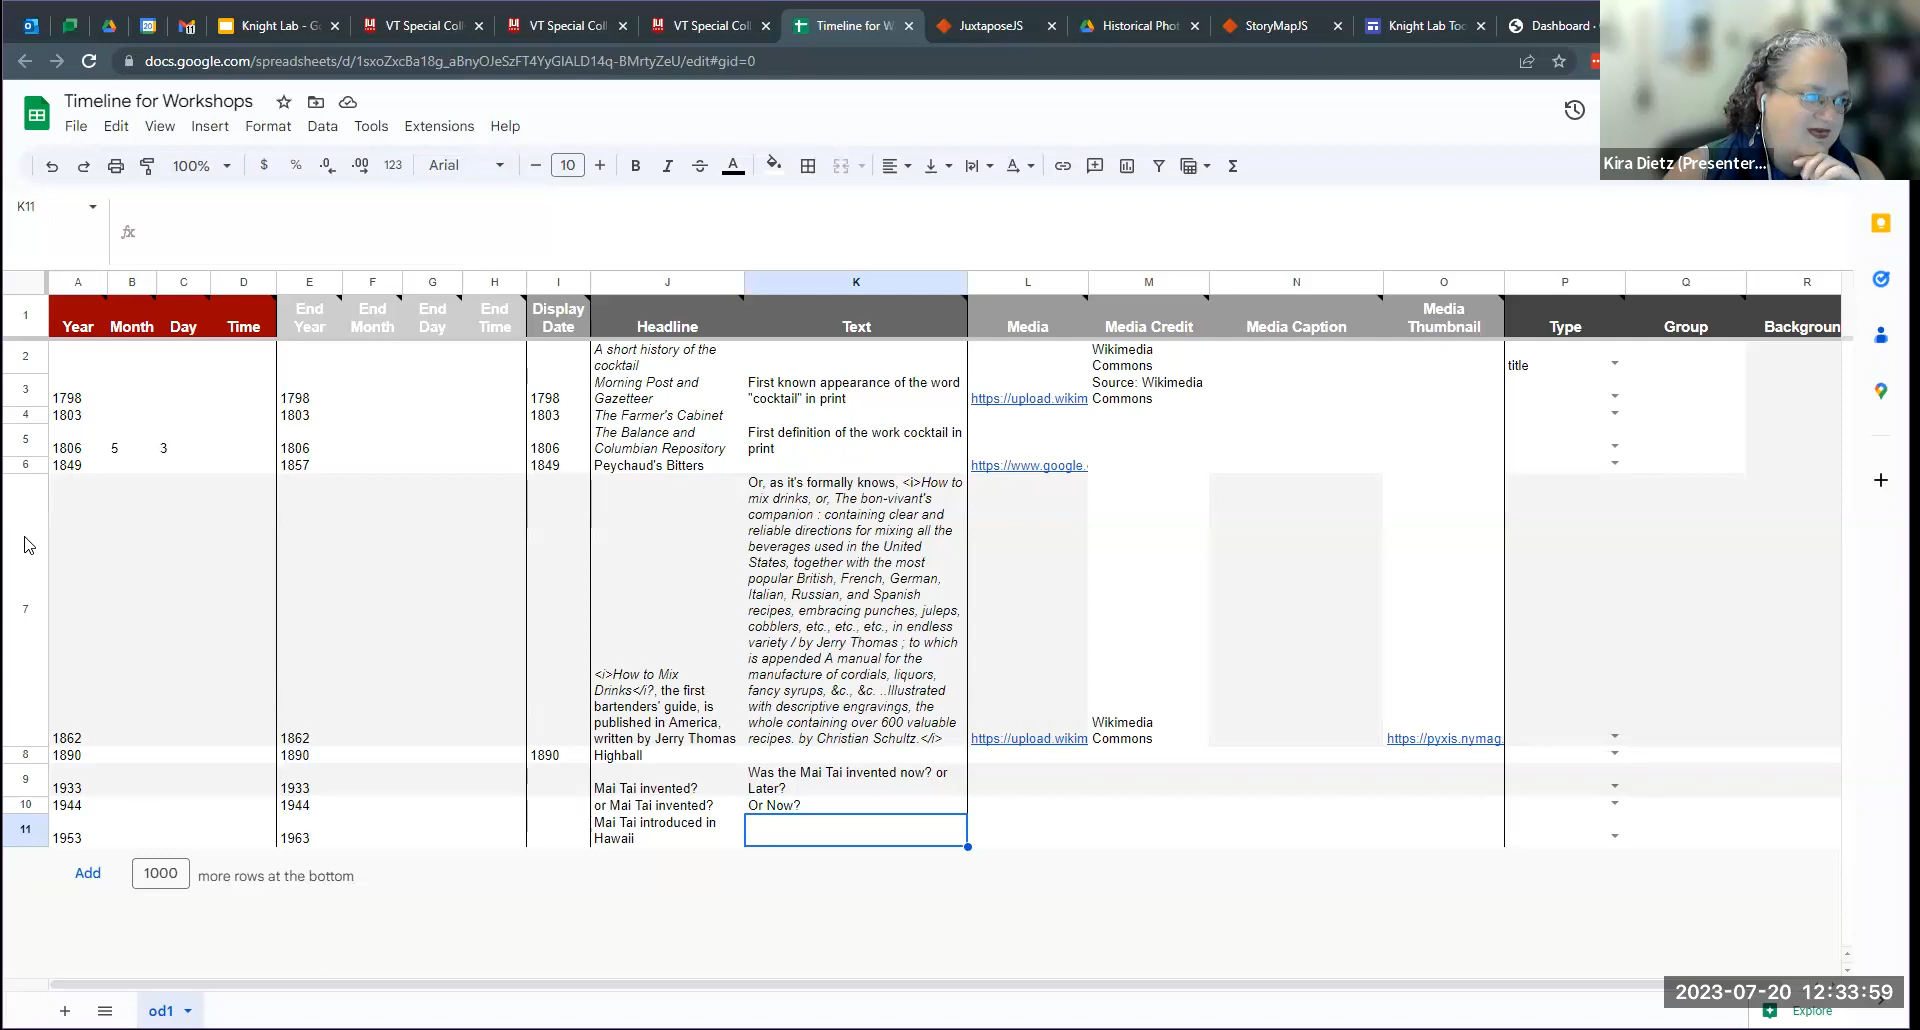 Knight Lab - G
VT Special Coll
VT Special Coll
VT Special Coll
Timeline for W
JuxtaposeJS
Historical Phot
StoryMapJS
Knight Lab Too
Dashboard
docs.google.com/spreadsheets/d/1sxoZxcBa18g_aBnyOJeSzFT4YyGIALD14q-BMrtyZeU/edit#gid=0
Timeline for Workshops
File Edit View Insert Format Data Tools Extensions Help
100% $ % .0 .00 123 Arial 10 B I A
Kira Dietz (Presenter...
K11
fx
A B C D E F G H I J K L M N O P Q R
1
Year Month Day Time
End Year
End Month
End Day
End Time
Display Date
Headline
Text
Media
Media Credit
Media Caption
Media Thumbnail
Type
Group
Backgroun
2
A short history of the
cocktail
Wikimedia
Commons
title
3
1798 1798 1798
Morning Post and
Gazetteer
First known appearance of the word
"cocktail" in print
https://upload.wikim
Source: Wikimedia
Commons
4
1803 1803 1803 The Farmer's Cabinet
5
1806 5 3 1806 1806
The Balance and
Columbian Repository
First definition of the work cocktail in
print
6
1849 1857 1849 Peychaud's Bitters https://www.google.
7
1862 1862
<i>How to Mix
Drinks</i?, the first
bartenders' guide, is
published in America,
written by Jerry Thomas
Or, as it's formally knows, <i>How to
mix drinks, or, The bon-vivant's
companion : containing clear and
reliable directions for mixing all the
beverages used in the United
States, together with the most
popular British, French, German,
Italian, Russian, and Spanish
recipes, embracing punches, juleps,
cobblers, etc., etc., etc., in endless
variety / by Jerry Thomas ; to which
is appended A manual for the
manufacture of cordials, liquors,
fancy syrups, &c., &c. ..Illustrated
with descriptive engravings, the
whole containing over 600 valuable
recipes. by Christian Schultz.</i>
https://upload.wikim
Wikimedia
Commons
https://pyxis.nymag.
8
1890 1890 1890 Highball
9
1933 1933 Mai Tai invented?
Was the Mai Tai invented now? or
Later?
10
1944 1944 or Mai Tai invented? Or Now?
11
1953 1963
Mai Tai introduced in
Hawaii
Add 1000 more rows at the bottom
od1
2023-07-20 12:33:59
Explore